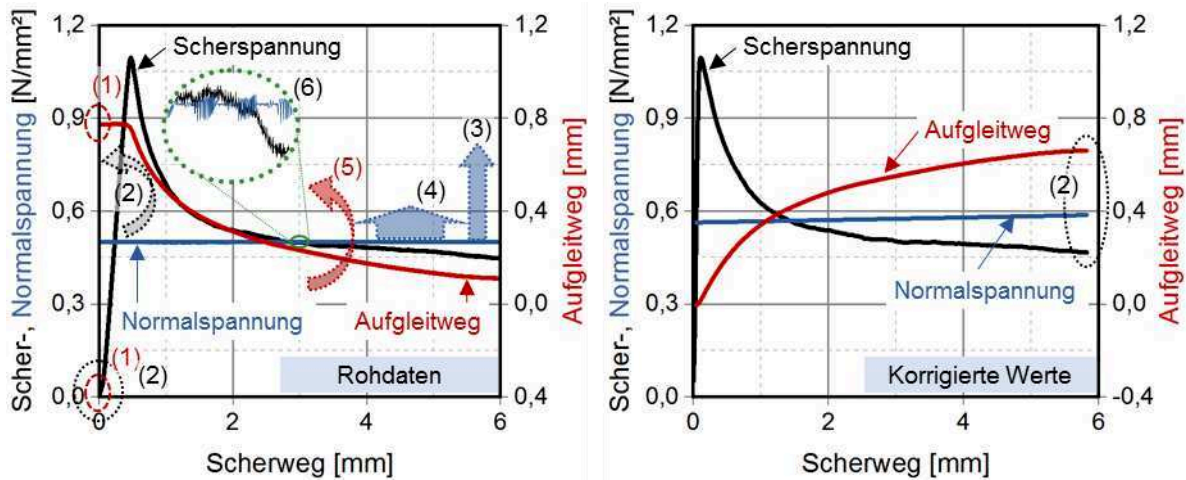 Scher-, Normalspannung [N/mm²]
1,2
0,9
0,6
0,3
0,0
Scherspannung
(1)
(6)
(3)
(2)
(5)
(4)
Normalspannung
Aufgleitweg
(1)
(2)
Rohdaten
1,2
0,8
0,4
0,0
0,4
Aufgleitweg [mm]
0
2
4
6
Scherweg [mm]
Scher-, Normalspannung [N/mm²]
1,2
0,9
0,6
0,3
0,0
Scherspannung
Aufgleitweg
(2)
Normalspannung
Korrigierte Werte
1,2
0,8
0,4
0,0
-0,4
Aufgleitweg [mm]
0
2
4
6
Scherweg [mm]